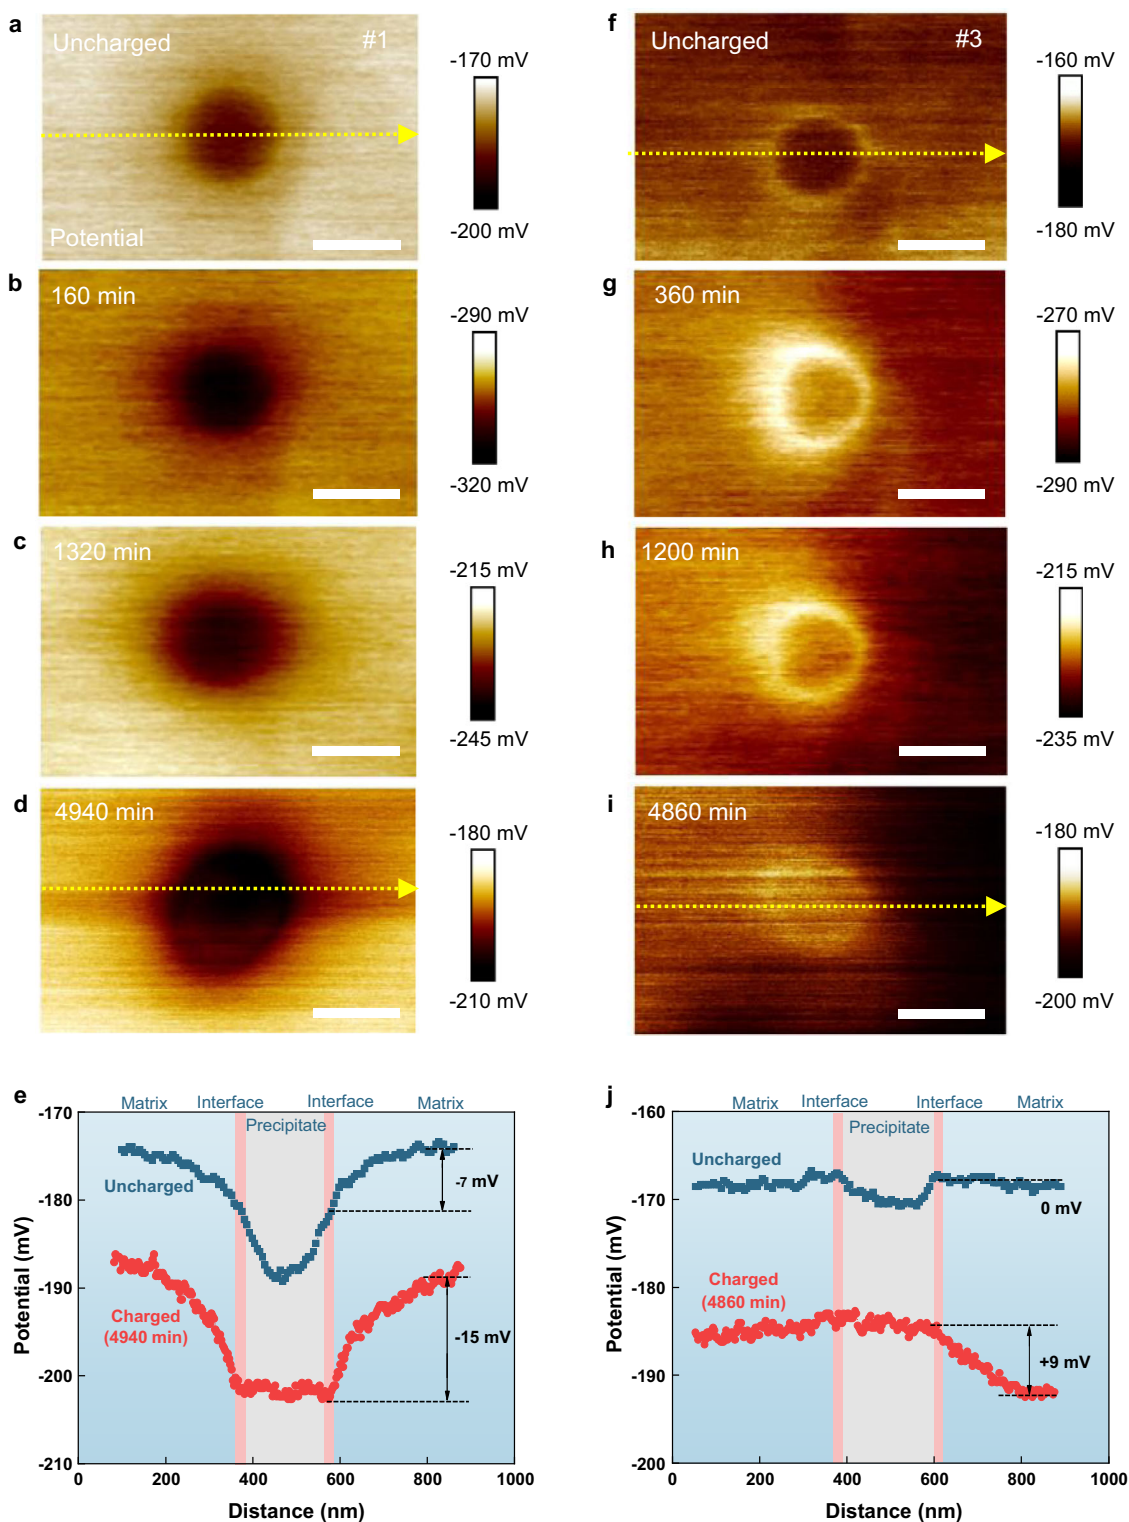 a
Uncharged
#1
Potential
-170 mV
-200 mV
b
160 min
-290 mV
-320 mV
c
1320 min
-215 mV
-245 mV
d
4940 min
-180 mV
-210 mV
e
Matrix
Interface
Interface
Matrix
Precipitate
Uncharged
-7 mV
Charged
(4940 min)
-15 mV
Potential (mV)
-170
-180
-190
-200
-210
0
200
400
600
800
1000
Distance (nm)
f
Uncharged
#3
-160 mV
-180 mV
g
360 min
-270 mV
-290 mV
h
1200 min
-215 mV
-235 mV
i
4860 min
-180 mV
-200 mV
j
Matrix
Interface
Interface
Matrix
Precipitate
Uncharged
0 mV
Charged
(4860 min)
+9 mV
Potential (mV)
-160
-170
-180
-190
-200
0
200
400
600
800
1000
Distance (nm)